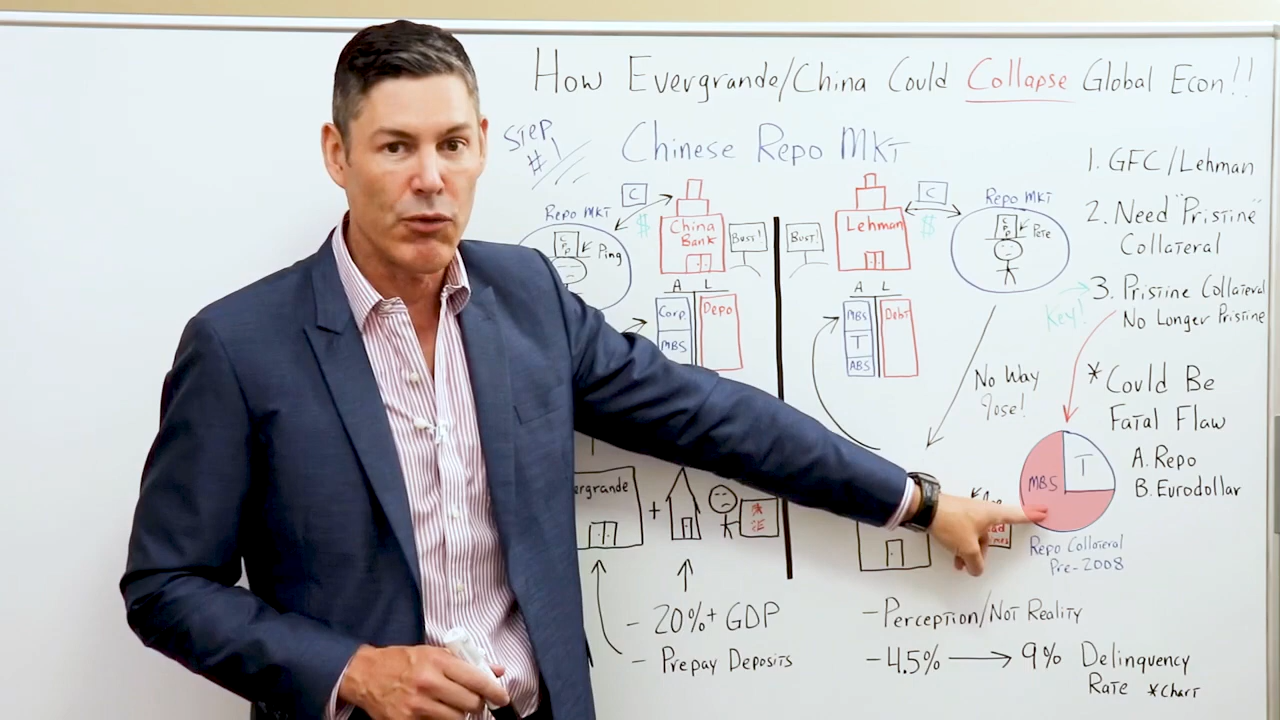 How Evergrande/China Could Collapse Global Econ!!
STEP #1
Chinese Repo MKT
Repo MKT
C
$
China Bank
Bust!
C P P
Ping
A L
Corp.
MBS
Depo
ergrande
+
20%+ GDP
- Prepay Deposits
Bust!
Lehman
C
$
Repo MKT
C P P
Pete
A L
MBS
T
ABS
Debt
No Way
Jose!
- Perception/Not Reality
- 4.5% → 9% Delinquency
Rate *Chart
1. GFC/Lehman
2. Need "Pristine"
Collateral
Key!
3. Pristine Collateral
No Longer Pristine
* Could Be
Fatal Flaw
A. Repo
B. Eurodollar
MBS
T
Repo Collateral
Pre-2008